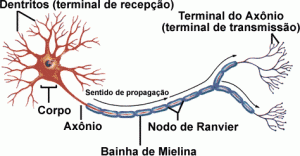 Dentritos (terminal de recepção)
Terminal do Axônio
(terminal de transmissão)
Sentido de propagação
Corpo
Axônio
Nodo de Ranvier
Bainha de Mielina